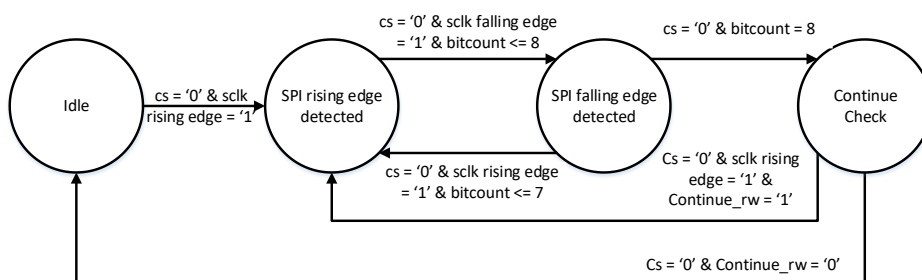 cs = ‘0’ & sclk falling edge
= ‘1’ & bitcount <= 8
cs = ‘0’ & bitcount = 8
Idle
cs = ‘0’ & sclk
rising edge = ‘1’
SPI rising edge
detected
SPI falling edge
detected
Continue
Check
cs = ‘0’ & sclk rising edge
= ‘1’ & bitcount <= 7
Cs = ‘0’ & sclk rising
edge = ‘1’ &
Continue_rw = ‘1’
Cs = ‘0’ & Continue_rw = ‘0’